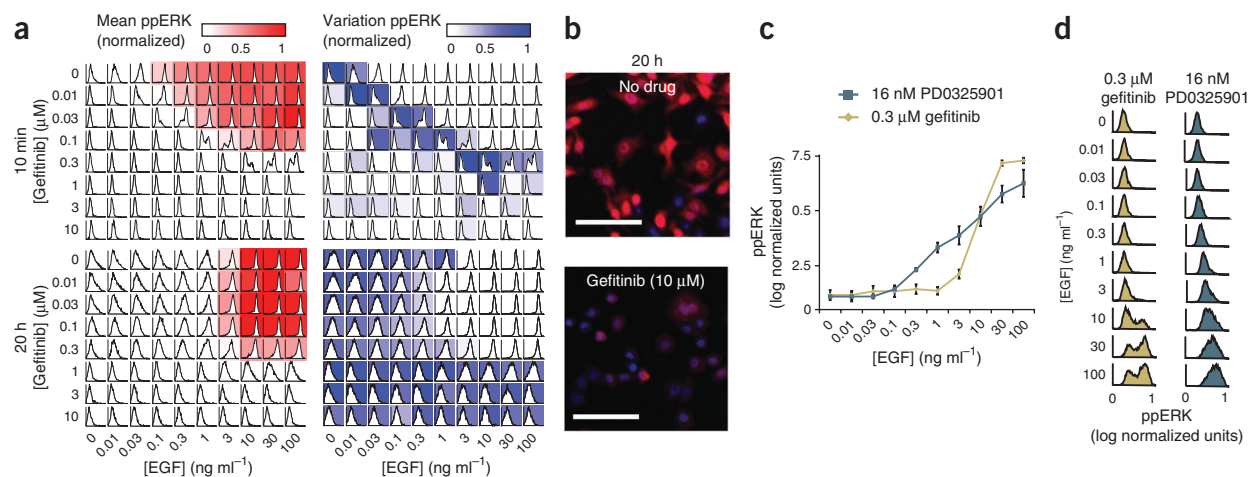 a
Mean ppERK
(normalized)
0 0.5 1
Variation ppERK
(normalized)
0 0.5 1
10 min
[Gefitinib] (μM)
0
0.01
0.03
0.1
0.3
1
3
10
20 h
[Gefitinib] (μM)
0
0.01
0.03
0.1
0.3
1
3
10
0 0.01 0.03 0.1 0.3 1 3 10 30 100
[EGF] (ng ml−1)
0 0.01 0.03 0.1 0.3 1 3 10 30 100
[EGF] (ng ml−1)
b
20 h
No drug
Gefitinib (10 μM)
c
16 nM PD0325901
0.3 μM gefitinib
ppERK
(log normalized units)
7.5
6.5
2.5
0.5
0 0.01 0.03 0.1 0.3 1 3 10 30 100
[EGF] (ng ml−1)
d
0.3 μM
gefitinib
16 nM
PD0325901
[EGF] (ng ml−1)
0
0.01
0.03
0.1
0.3
1
3
10
30
100
0 1
0 1
ppERK
(log normalized units)